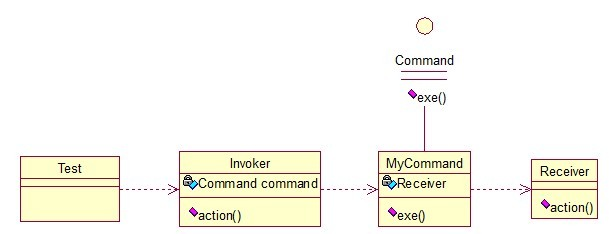 Command
exe()
Test
Invoker
Command command
action()
MyCommand
Receiver
exe()
Receiver
action()